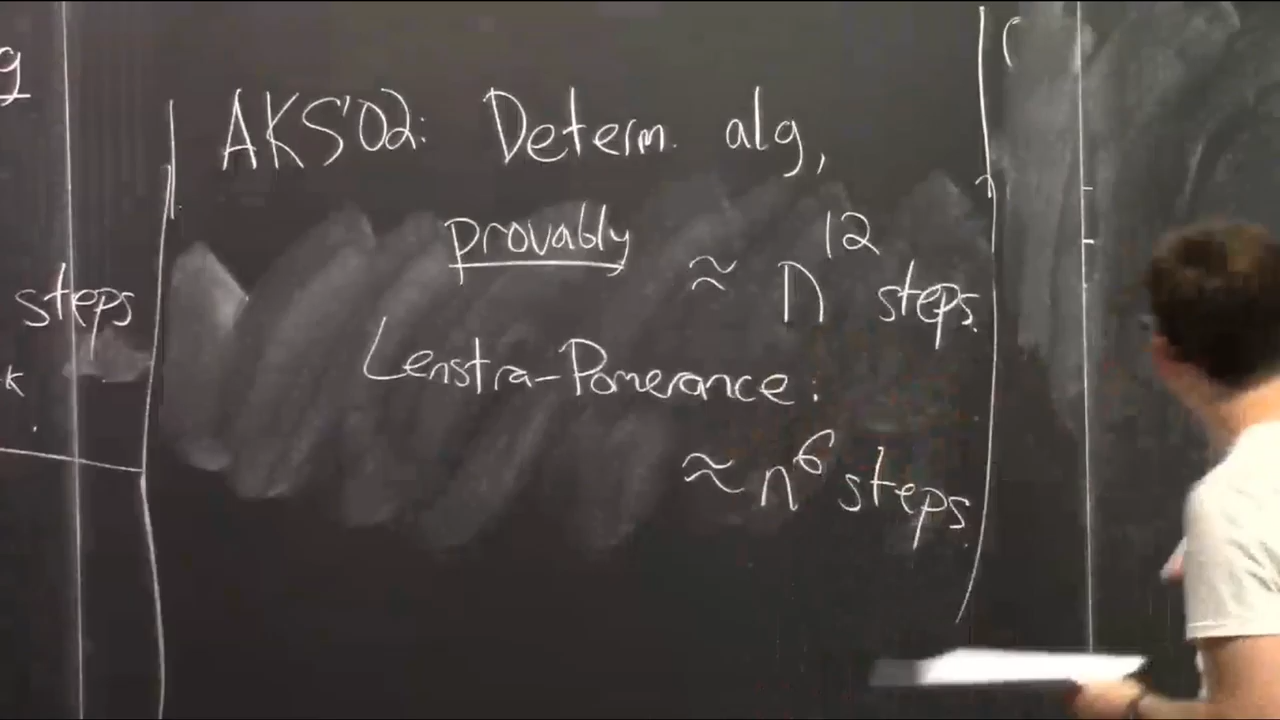 g
steps
k
AKS'02: Determ. alg,
provably
≈ n^12 steps.
Lenstra-Pomerance:
≈ n^6 steps.